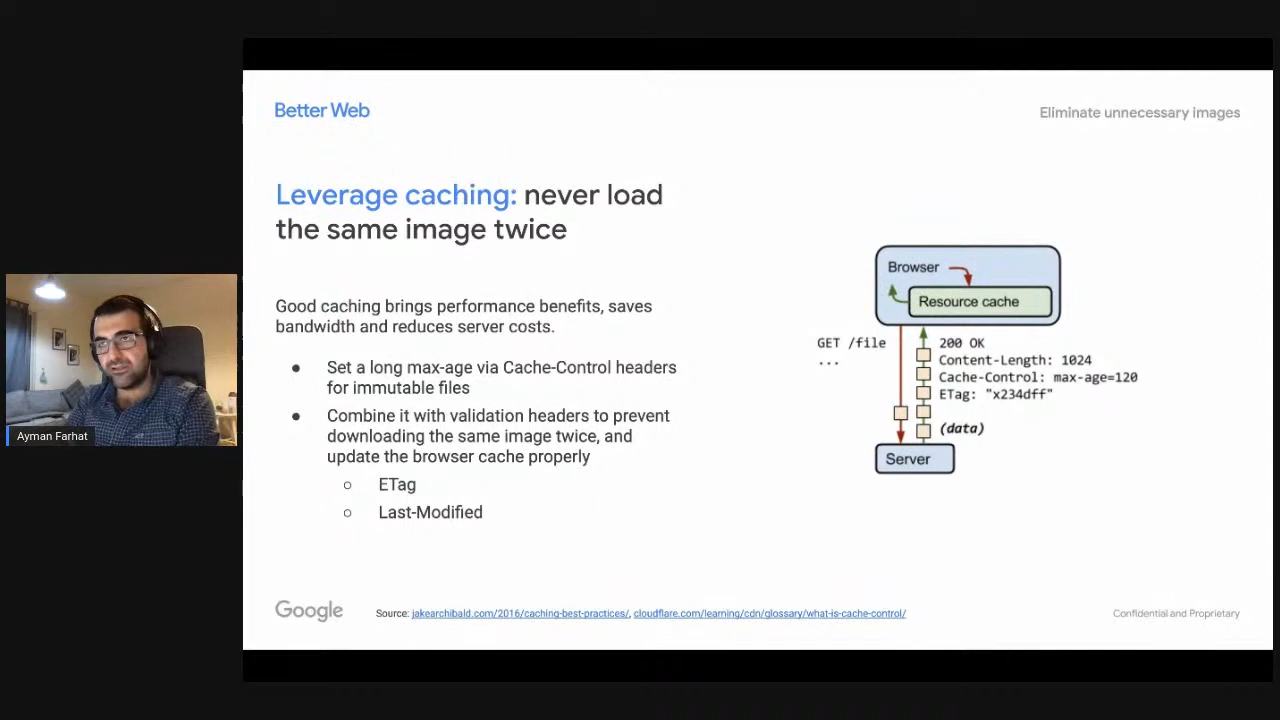 Better Web
Eliminate unnecessary images
Leverage caching: never load
the same image twice
Good caching brings performance benefits, saves
bandwidth and reduces server costs.
● Set a long max-age via Cache-Control headers
for immutable files
● Combine it with validation headers to prevent
downloading the same image twice, and
update the browser cache properly
○ ETag
○ Last-Modified
Browser
Resource cache
GET /file
...
200 OK
Content-Length: 1024
Cache-Control: max-age=120
ETag: "x234dff"
(data)
Server
Ayman Farhat
Google
Source: jakearchibald.com/2016/caching-best-practices/, cloudflare.com/learning/cdn/glossary/what-is-cache-control/
Confidential and Proprietary